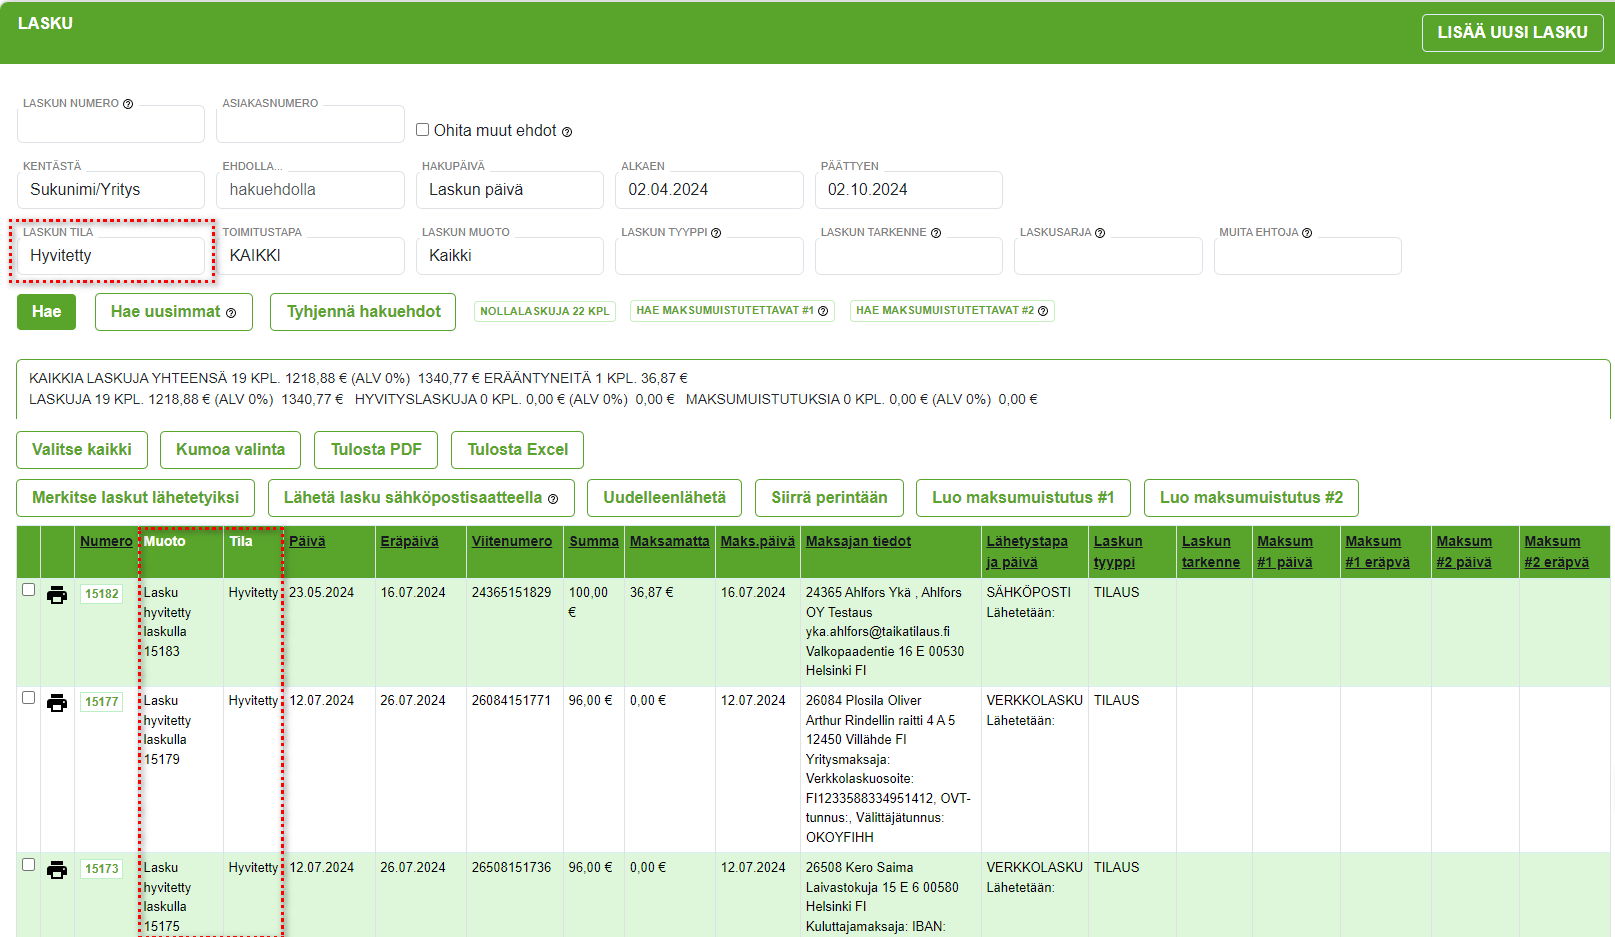 LASKU
LISÄÄ UUSI LASKU
LASKUN NUMERO
ASIAKASNUMERO
Ohita muut ehdot
KENTÄSTÄ
EHDOLLA...
HAKUPÄIVÄ
ALKAEN
PÄÄTTYEN
Sukunimi/Yritys
hakuehdolla
Laskun päivä
02.04.2024
02.10.2024
LASKUN TILA
TOIMITUSTAPA
LASKUN MUOTO
LASKUN TYYPPI
LASKUN TARKENNE
LASKUSARJA
MUITA EHTOJA
Hyvitetty
KAIKKI
Kaikki
Hae
Hae uusimmat
Tyhjennä hakuehdot
NOLLALASKUJA 22 KPL
HAE MAKSUMUISTUTETTAVAT #1
HAE MAKSUMUISTUTETTAVAT #2
KAIKKIA LASKUJA YHTEENSÄ 19 KPL. 1218,88 € (ALV 0%) 1340,77 € ERÄÄNTYNEITÄ 1 KPL. 36,87 €
LASKUJA 19 KPL. 1218,88 € (ALV 0%) 1340,77 € HYVITYSLASKUJA 0 KPL. 0,00 € (ALV 0%) 0,00 € MAKSUMUISTUTUKSIA 0 KPL. 0,00 € (ALV 0%) 0,00 €
Valitse kaikki
Kumoa valinta
Tulosta PDF
Tulosta Excel
Merkitse laskut lähetetyiksi
Lähetä lasku sähköpostisaatteella
Uudelleenlähetä
Siirrä perintään
Luo maksumuistutus #1
Luo maksumuistutus #2
Numero
Muoto
Tila
Päivä
Eräpäivä
Viitenumero
Summa
Maksamatta
Maks.päivä
Maksajan tiedot
Lähetystapa
ja päivä
Laskun
tyyppi
Laskun
tarkenne
Maksum
#1 päivä
Maksum
#1 eräpvä
Maksum
#2 päivä
Maksum
#2 eräpvä
15182
Lasku
hyvitetty
laskulla
15183
Hyvitetty
23.05.2024
16.07.2024
24365151829
100,00
€
36,87 €
16.07.2024
24365 Ahlfors Ykä , Ahlfors
OY Testaus
yka.ahlfors@taikatilaus.fi
Valkopaadentie 16 E 00530
Helsinki FI
SÄHKÖPOSTI
Lähetetään:
TILAUS
15177
Lasku
hyvitetty
laskulla
15179
Hyvitetty
12.07.2024
26.07.2024
26084151771
96,00 €
0,00 €
12.07.2024
26084 Plosila Oliver
Arthur Rindellin raitti 4 A 5
12450 Villähde FI
Yritysmaksaja:
Verkkolaskuosoite:
FI1233588334951412, OVT-
tunnus:, Välittäjätunnus:
OKOYFIHH
VERKKOLASKU
Lähetetään:
TILAUS
15173
Lasku
hyvitetty
laskulla
15175
Hyvitetty
12.07.2024
26.07.2024
26508151736
96,00 €
0,00 €
12.07.2024
26508 Kero Saima
Laivastokuja 15 E 6 00580
Helsinki FI
Kuluttajamaksaja: IBAN:
VERKKOLASKU
Lähetetään:
TILAUS